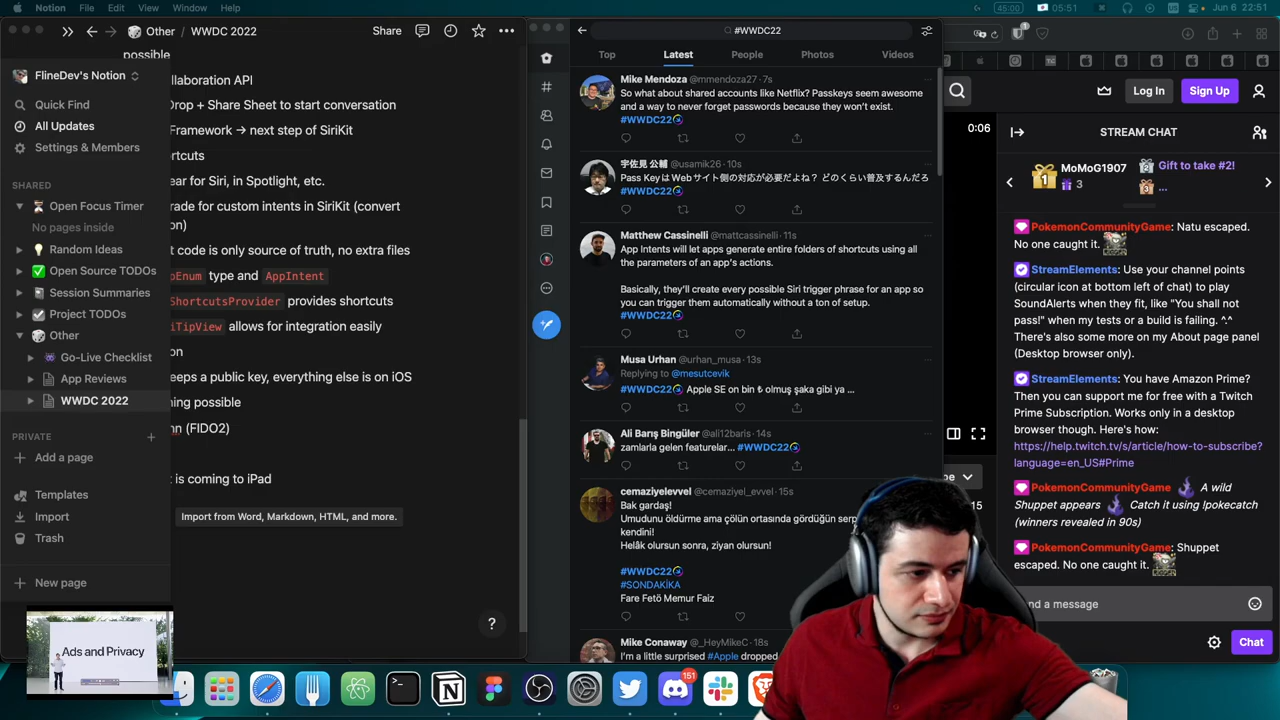 Notion File Edit View Window Help
45:00 05:51 Jun 6 22:51
Other / WWDC 2022 Share
#WWDC22
possible
FlineDev's Notion
Quick Find
All Updates
Settings & Members
SHARED
Open Focus Timer
No pages inside
Random Ideas
Open Source TODOs
Session Summaries
Project TODOs
Other
Go-Live Checklist
App Reviews
WWDC 2022
PRIVATE
Add a page
Templates
Import
Trash
New page
Ads and Privacy
llaboration API
Drop + Share Sheet to start conversation
Framework → next step of SiriKit
rtcuts
ear for Siri, in Spotlight, etc.
rade for custom intents in SiriKit (convert
n)
t code is only source of truth, no extra files
pEnum type and AppIntent
ShortcutsProvider provides shortcuts
iTipView allows for integration easily
on
eeps a public key, everything else is on iOS
ning possible
nn (FIDO2)
t is coming to iPad
Import from Word, Markdown, HTML, and more.
?
Top Latest People Photos Videos
Mike Mendoza @mmendoza27 · 7s
So what about shared accounts like Netflix? Passkeys seem awesome
and a way to never forget passwords because they won't exist.
#WWDC22
宇佐見 公輔 @usamik26 · 10s
Pass KeyはWebサイト側の対応が必要だよね？ どのくらい普及するんだろ
#WWDC22
Matthew Cassinelli @mattcassinelli · 11s
App Intents will let apps generate entire folders of shortcuts using all
the parameters of an app's actions.
Basically, they'll create every possible Siri trigger phrase for an app so
you can trigger them automatically without a ton of setup.
#WWDC22
Musa Urhan @urhan_musa · 13s
Replying to @mesutcevik
#WWDC22 Apple SE on bin ₺ olmuş şaka gibi ya ...
Ali Barış Bingüler @ali12baris · 14s
zamlarla gelen featurelar... #WWDC22
cemaziyelevvel @cemaziyel_evvel · 15s
Bak gardaş!
Umudunu öldürme ama çölün ortasında gördüğün serp
kendini!
Helâk olursun sonra, ziyan olursun!
#WWDC22
#SONDAKİKA
Fare Fetö Memur Faiz
Mike Conaway @_HeyMikeC · 18s
I'm a little surprised #Apple dropped
151
Log In Sign Up
0:06
be
15
STREAM CHAT
MoMoG1907
3
1
2
Gift to take #2!
3
...
PokemonCommunityGame: Natu escaped.
No one caught it.
StreamElements: Use your channel points
(circular icon at bottom left of chat) to play
SoundAlerts when they fit, like "You shall not
pass!" when my tests or a build is failing. ^.^
There's also some more on my About page panel
(Desktop browser only).
StreamElements: You have Amazon Prime?
Then you can support me for free with a Twitch
Prime Subscription. Works only in a desktop
browser though. Here's how:
https://help.twitch.tv/s/article/how-to-subscribe?
language=en_US#Prime
PokemonCommunityGame A wild
Shuppet appears Catch it using !pokecatch
(winners revealed in 90s)
PokemonCommunityGame: Shuppet
escaped. No one caught it.
nd a message
Chat